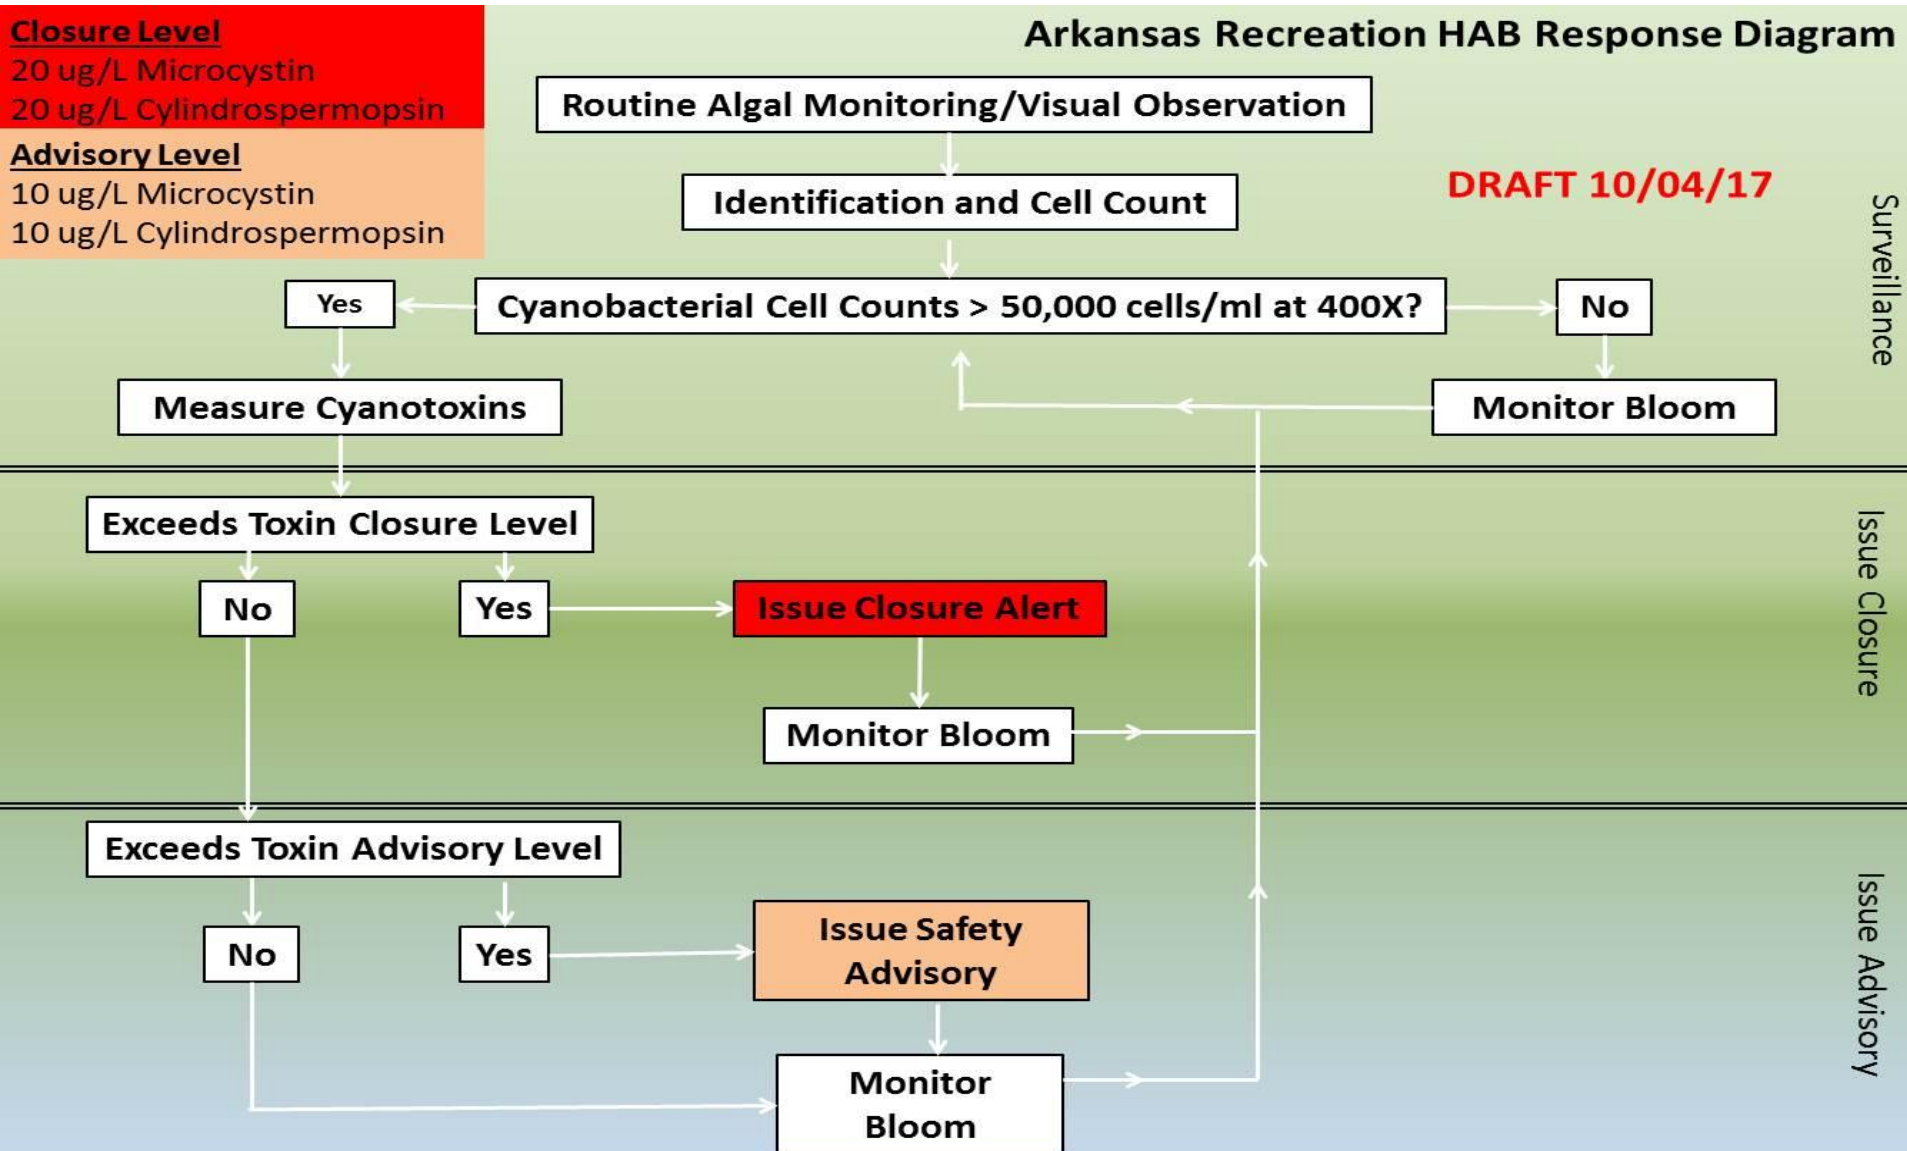 Closure Level
20 ug/L Microcystin
20 ug/L Cylindrospermopsin
Advisory Level
10 ug/L Microcystin
10 ug/L Cylindrospermopsin
Arkansas Recreation HAB Response Diagram
Routine Algal Monitoring/Visual Observation
DRAFT 10/04/17
Identification and Cell Count
Surveillance
Yes
Cyanobacterial Cell Counts > 50,000 cells/ml at 400X?
No
Measure Cyanotoxins
Monitor Bloom
Exceeds Toxin Closure Level
Issue Closure
No
Yes
Issue Closure Alert
Monitor Bloom
Exceeds Toxin Advisory Level
Issue Advisory
No
Yes
Issue Safety
Advisory
Monitor
Bloom